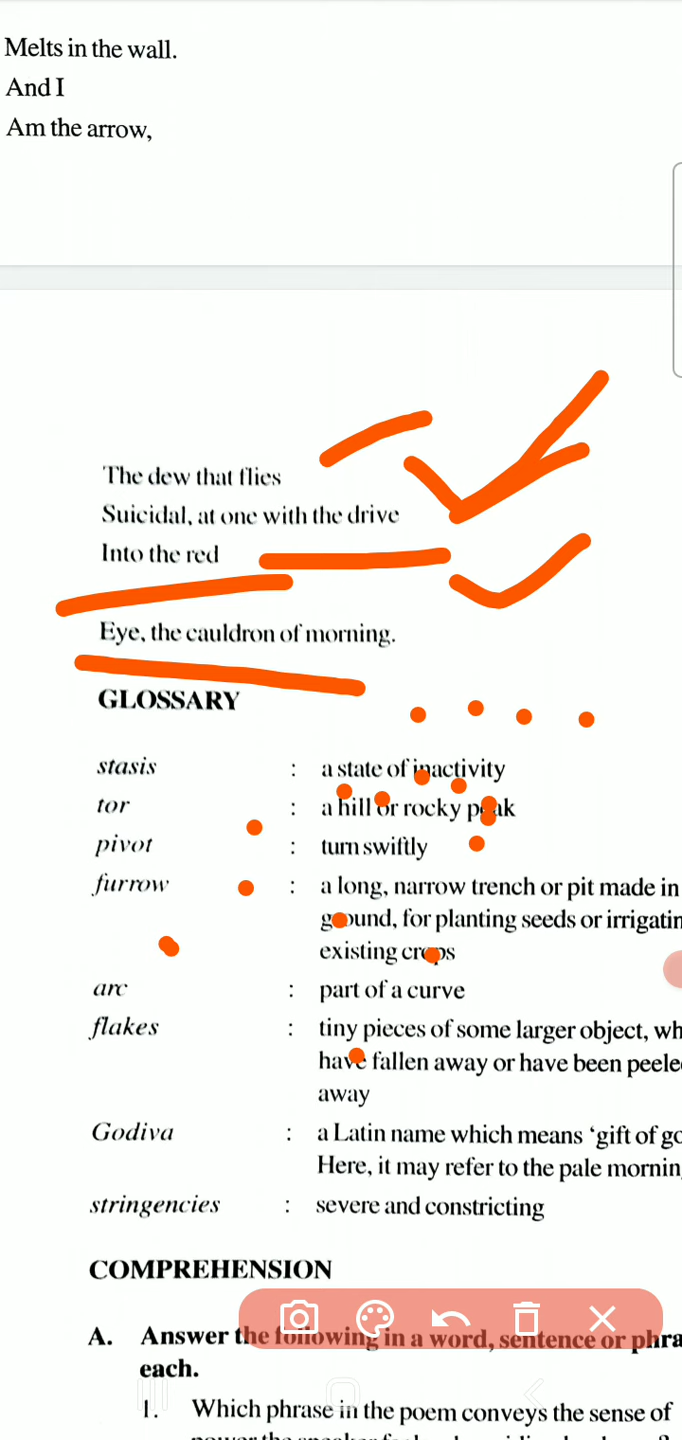 Melts in the wall.
And I
Am the arrow,
The dew that flies
Suicidal, at one with the drive
Into the red
Eye, the cauldron of morning.
GLOSSARY
stasis : a state of inactivity
tor : a hill or rocky peak
pivot : turn swiftly
furrow : a long, narrow trench or pit made in
ground, for planting seeds or irrigatin
existing crops
arc : part of a curve
flakes : tiny pieces of some larger object, wh
have fallen away or have been peele
away
Godiva : a Latin name which means ‘gift of go
Here, it may refer to the pale mornin
stringencies : severe and constricting
COMPREHENSION
A. Answer the following in a word, sentence or phra
each.
1. Which phrase in the poem conveys the sense of